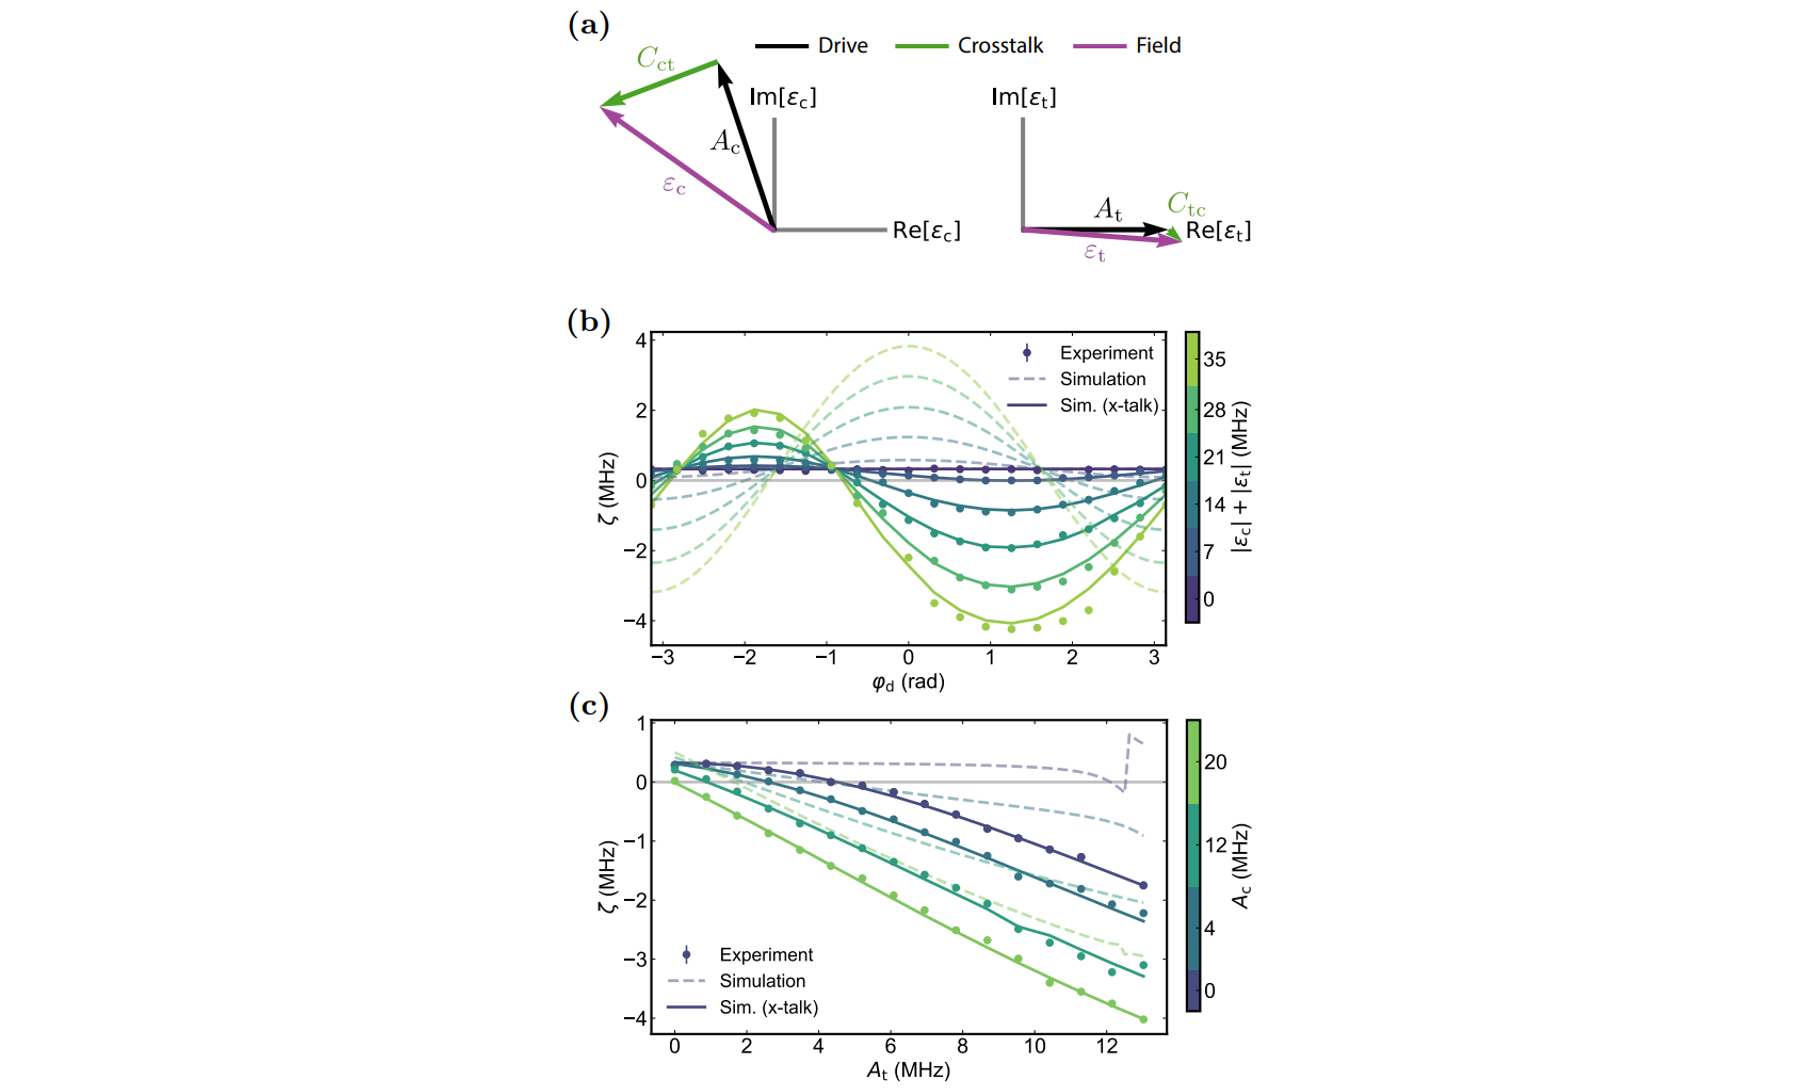 (a)
Drive Crosstalk Field
C_ct
Im[ε_c] Im[ε_t]
A_c
ε_c
C_tc
A_t
Re[ε_c] Re[ε_t]
ε_t
(b)
4
2
0
−2
−4
ζ (MHz)
Experiment
Simulation
Sim. (x-talk)
35
28
21
14
7
0
|ε_c| + |ε_t| (MHz)
−3 −2 −1 0 1 2 3
φ_d (rad)
(c)
1
0
−1
−2
−3
−4
ζ (MHz)
Experiment
Simulation
Sim. (x-talk)
20
12
4
0
A_c (MHz)
0 2 4 6 8 10 12
A_t (MHz)